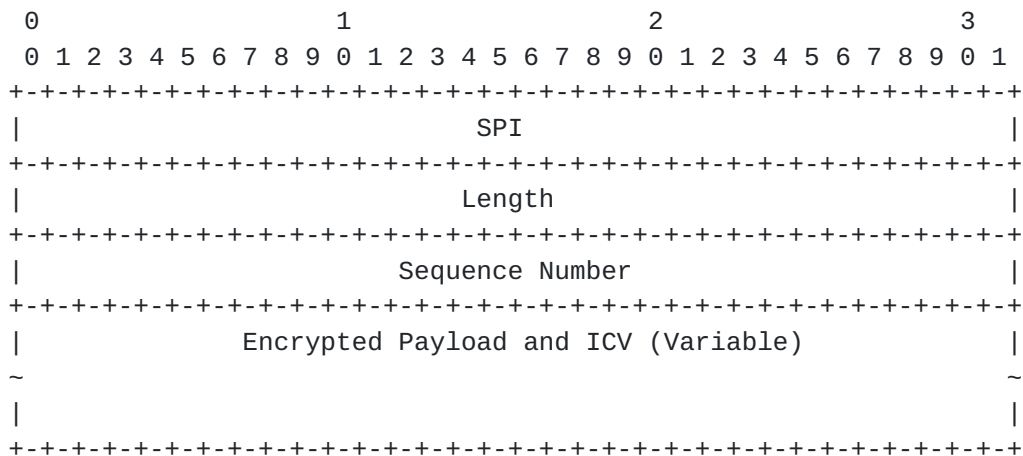 0                   1                   2                   3
 0 1 2 3 4 5 6 7 8 9 0 1 2 3 4 5 6 7 8 9 0 1 2 3 4 5 6 7 8 9 0 1
+-+-+-+-+-+-+-+-+-+-+-+-+-+-+-+-+-+-+-+-+-+-+-+-+-+-+-+-+-+-+-+-+
|                             SPI                               |
+-+-+-+-+-+-+-+-+-+-+-+-+-+-+-+-+-+-+-+-+-+-+-+-+-+-+-+-+-+-+-+-+
|                            Length                             |
+-+-+-+-+-+-+-+-+-+-+-+-+-+-+-+-+-+-+-+-+-+-+-+-+-+-+-+-+-+-+-+-+
|                        Sequence Number                        |
+-+-+-+-+-+-+-+-+-+-+-+-+-+-+-+-+-+-+-+-+-+-+-+-+-+-+-+-+-+-+-+-+
|              Encrypted Payload and ICV (Variable)             |
~                                                               ~
|                                                               |
+-+-+-+-+-+-+-+-+-+-+-+-+-+-+-+-+-+-+-+-+-+-+-+-+-+-+-+-+-+-+-+-+